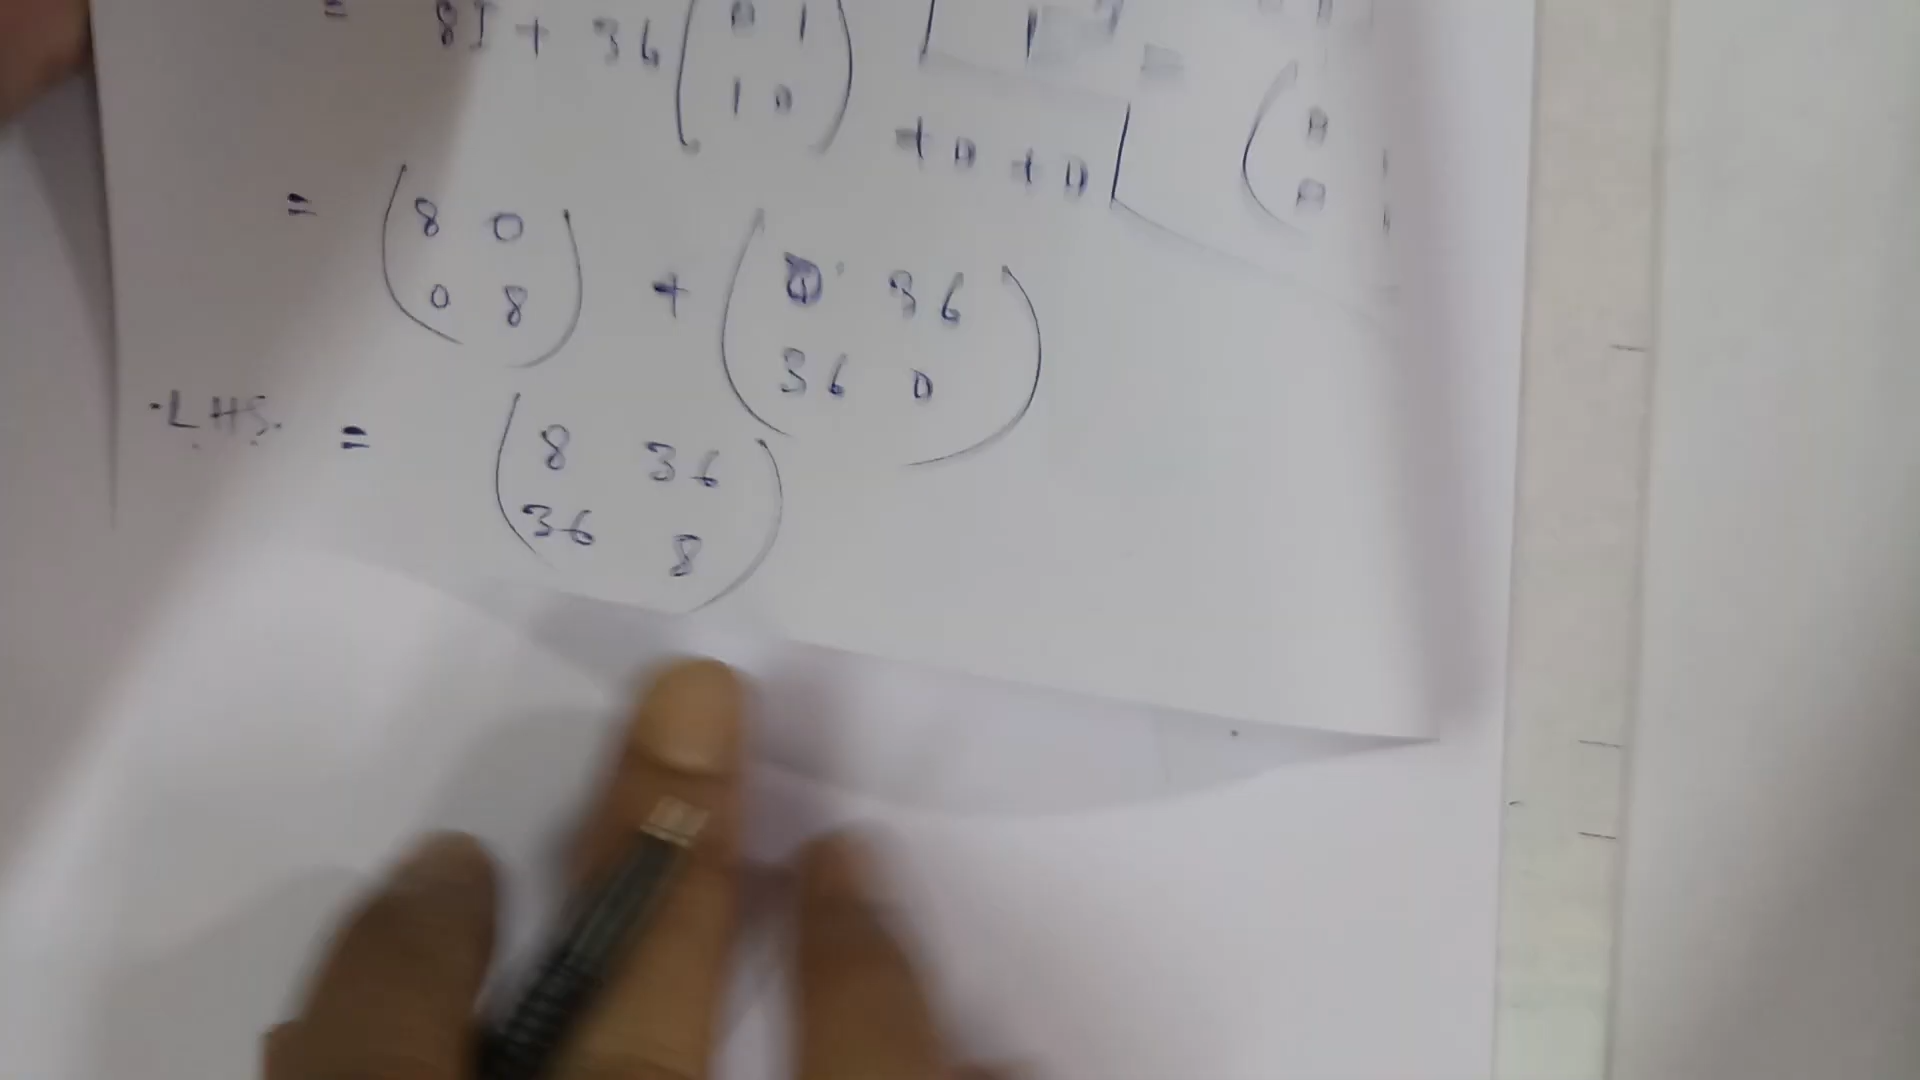 = 8I + 36 ( 0 1
1 0 ) + 0 + 0
= ( 8 0
0 8 ) + ( 0 36
36 0 )
L.H.S. = ( 8 36
36 8 )